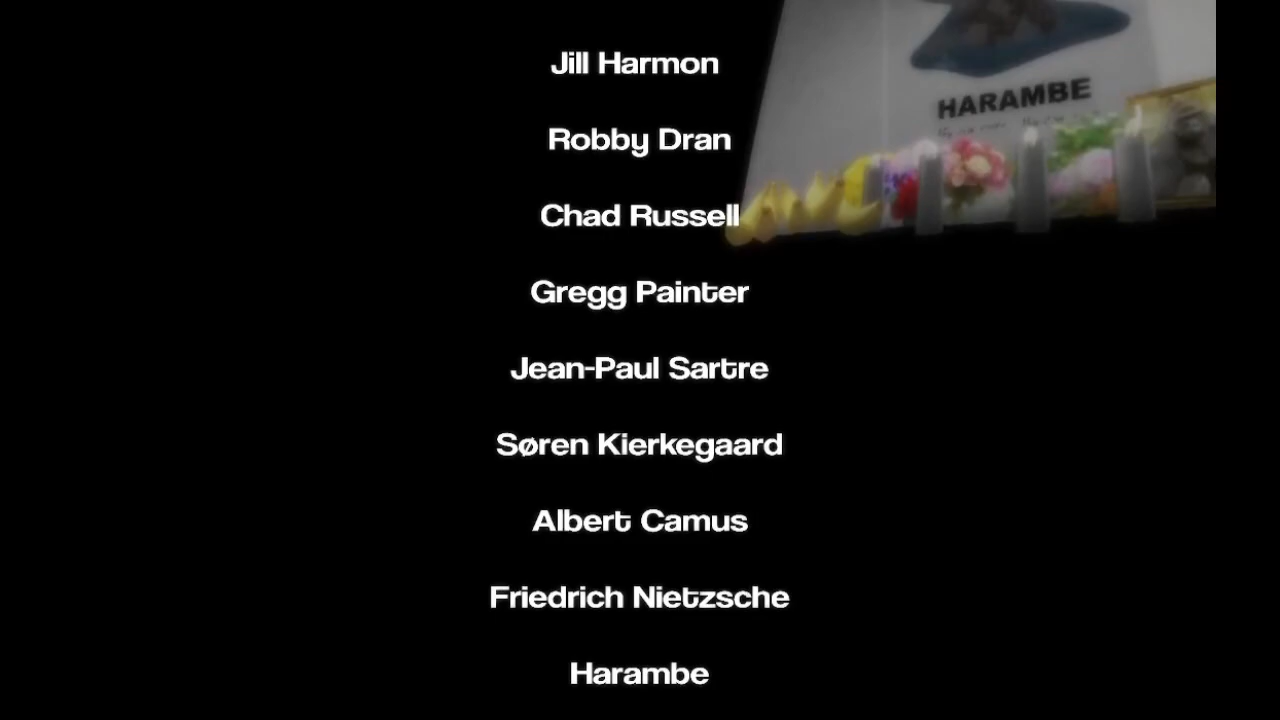 Jill Harmon
HARAMBE
Robby Dran
Chad Russell
Gregg Painter
Jean-Paul Sartre
Søren Kierkegaard
Albert Camus
Friedrich Nietzsche
Harambe